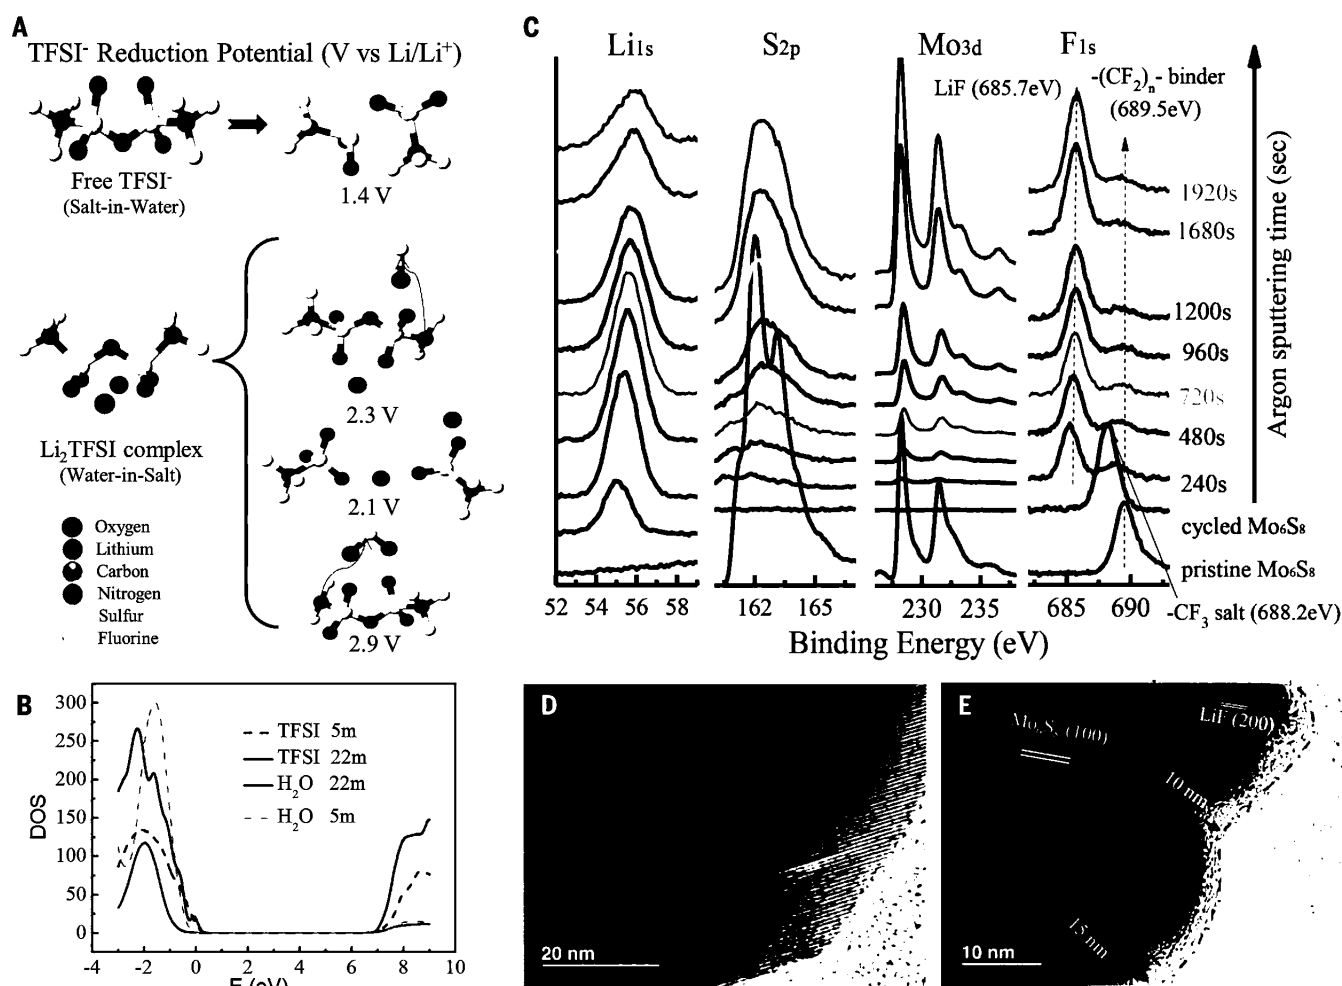 A
TFSI⁻ Reduction Potential (V vs Li/Li⁺)
Free TFSI⁻
(Salt-in-Water)
1.4 V
Li₂TFSI complex
(Water-in-Salt)
2.3 V
2.1 V
2.9 V
Oxygen
Lithium
Carbon
Nitrogen
Sulfur
Fluorine
B
DOS
300
250
200
150
100
50
0
-4 -2 0 2 4 6 8 10
E (eV)
TFSI 5m
TFSI 22m
H₂O 22m
H₂O 5m
C
Li1s S2p Mo3d F1s
LiF (685.7eV)
-(CF₂)ₙ- binder
(689.5eV)
1920s
1680s
1200s
960s
720s
480s
240s
cycled Mo₆S₈
pristine Mo₆S₈
-CF₃ salt (688.2eV)
Argon sputtering time (sec)
52 54 56 58 162 165 230 235 685 690
Binding Energy (eV)
D
20 nm
E
Mo₆S₈ (100)
LiF (200)
10 nm
15 nm
10 nm